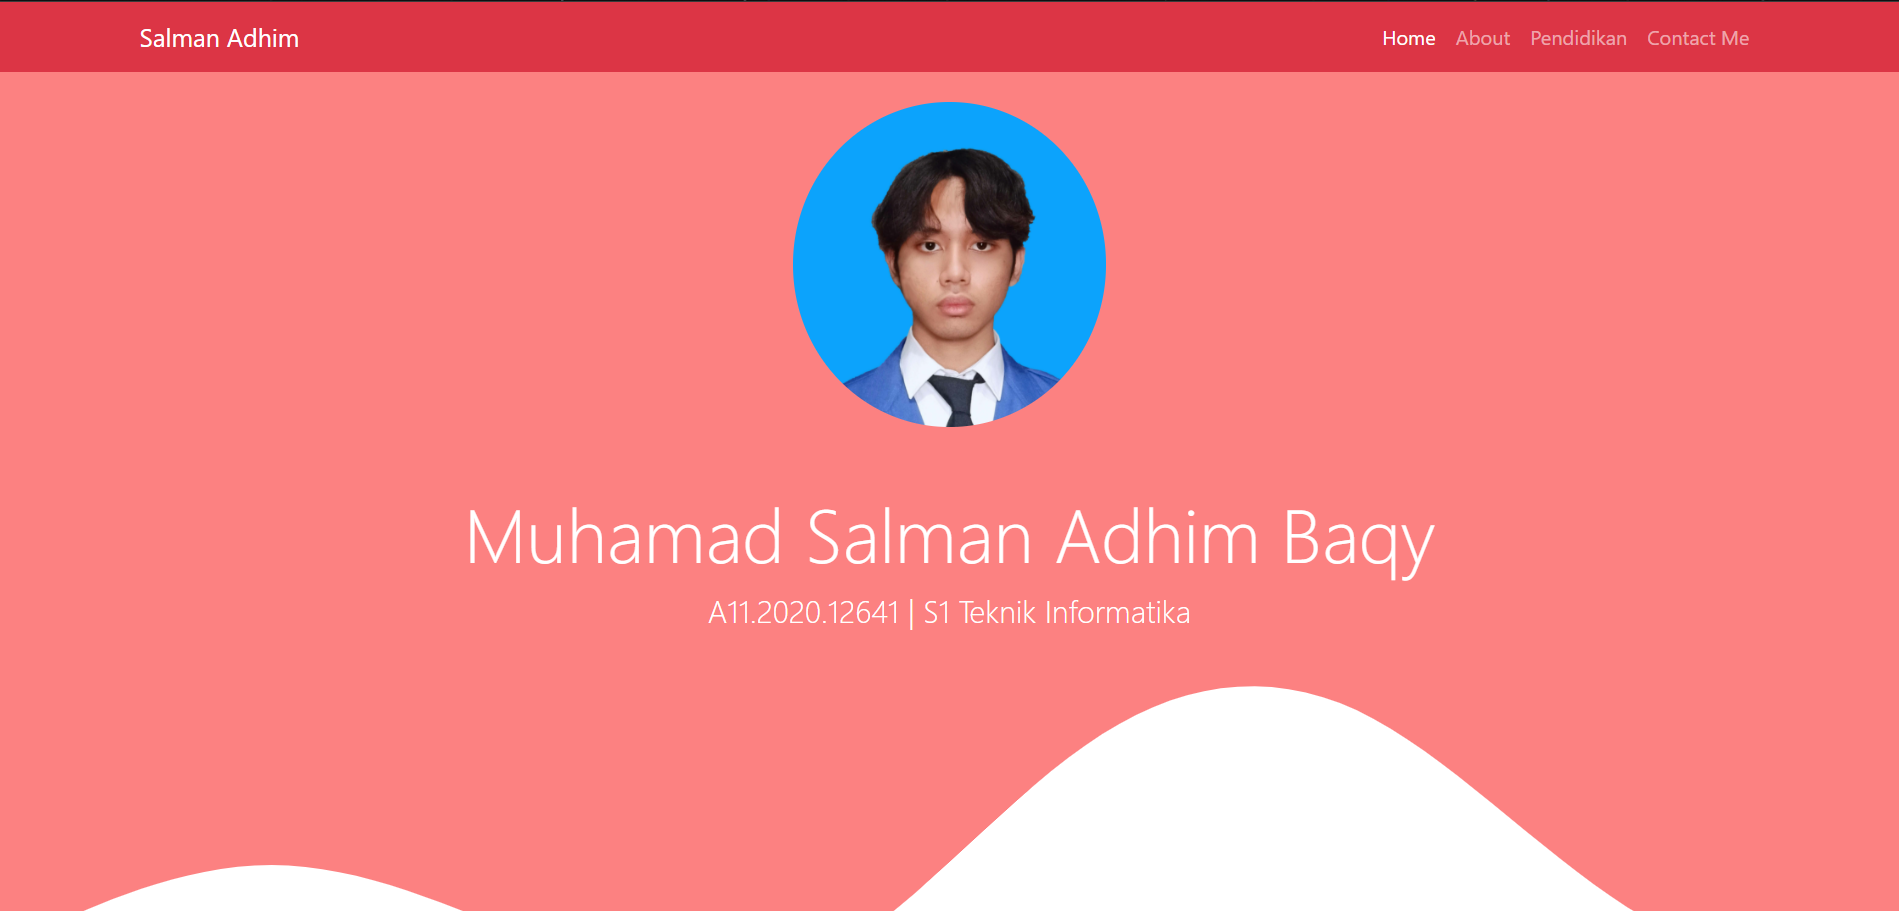 Salman Adhim
Home About Pendidikan Contact Me
Muhamad Salman Adhim Baqy
A11.2020.12641 | S1 Teknik Informatika